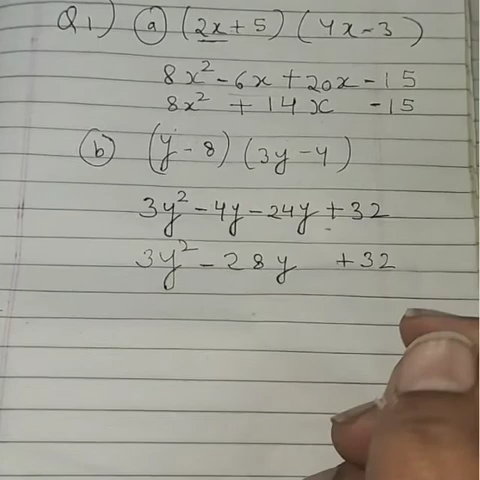 Q1) (a) (2x+5) (4x-3)
8x² - 6x + 20x - 15
8x² + 14x - 15
(b) (y - 8) (3y - 4)
3y² - 4y - 24y + 32
3y² - 28y + 32